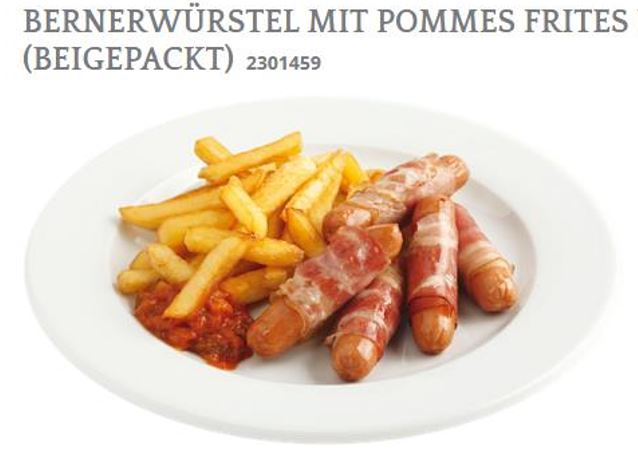 BERNERWÜRSTEL MIT POMMES FRITES
(BEIGEPACKT) 2301459